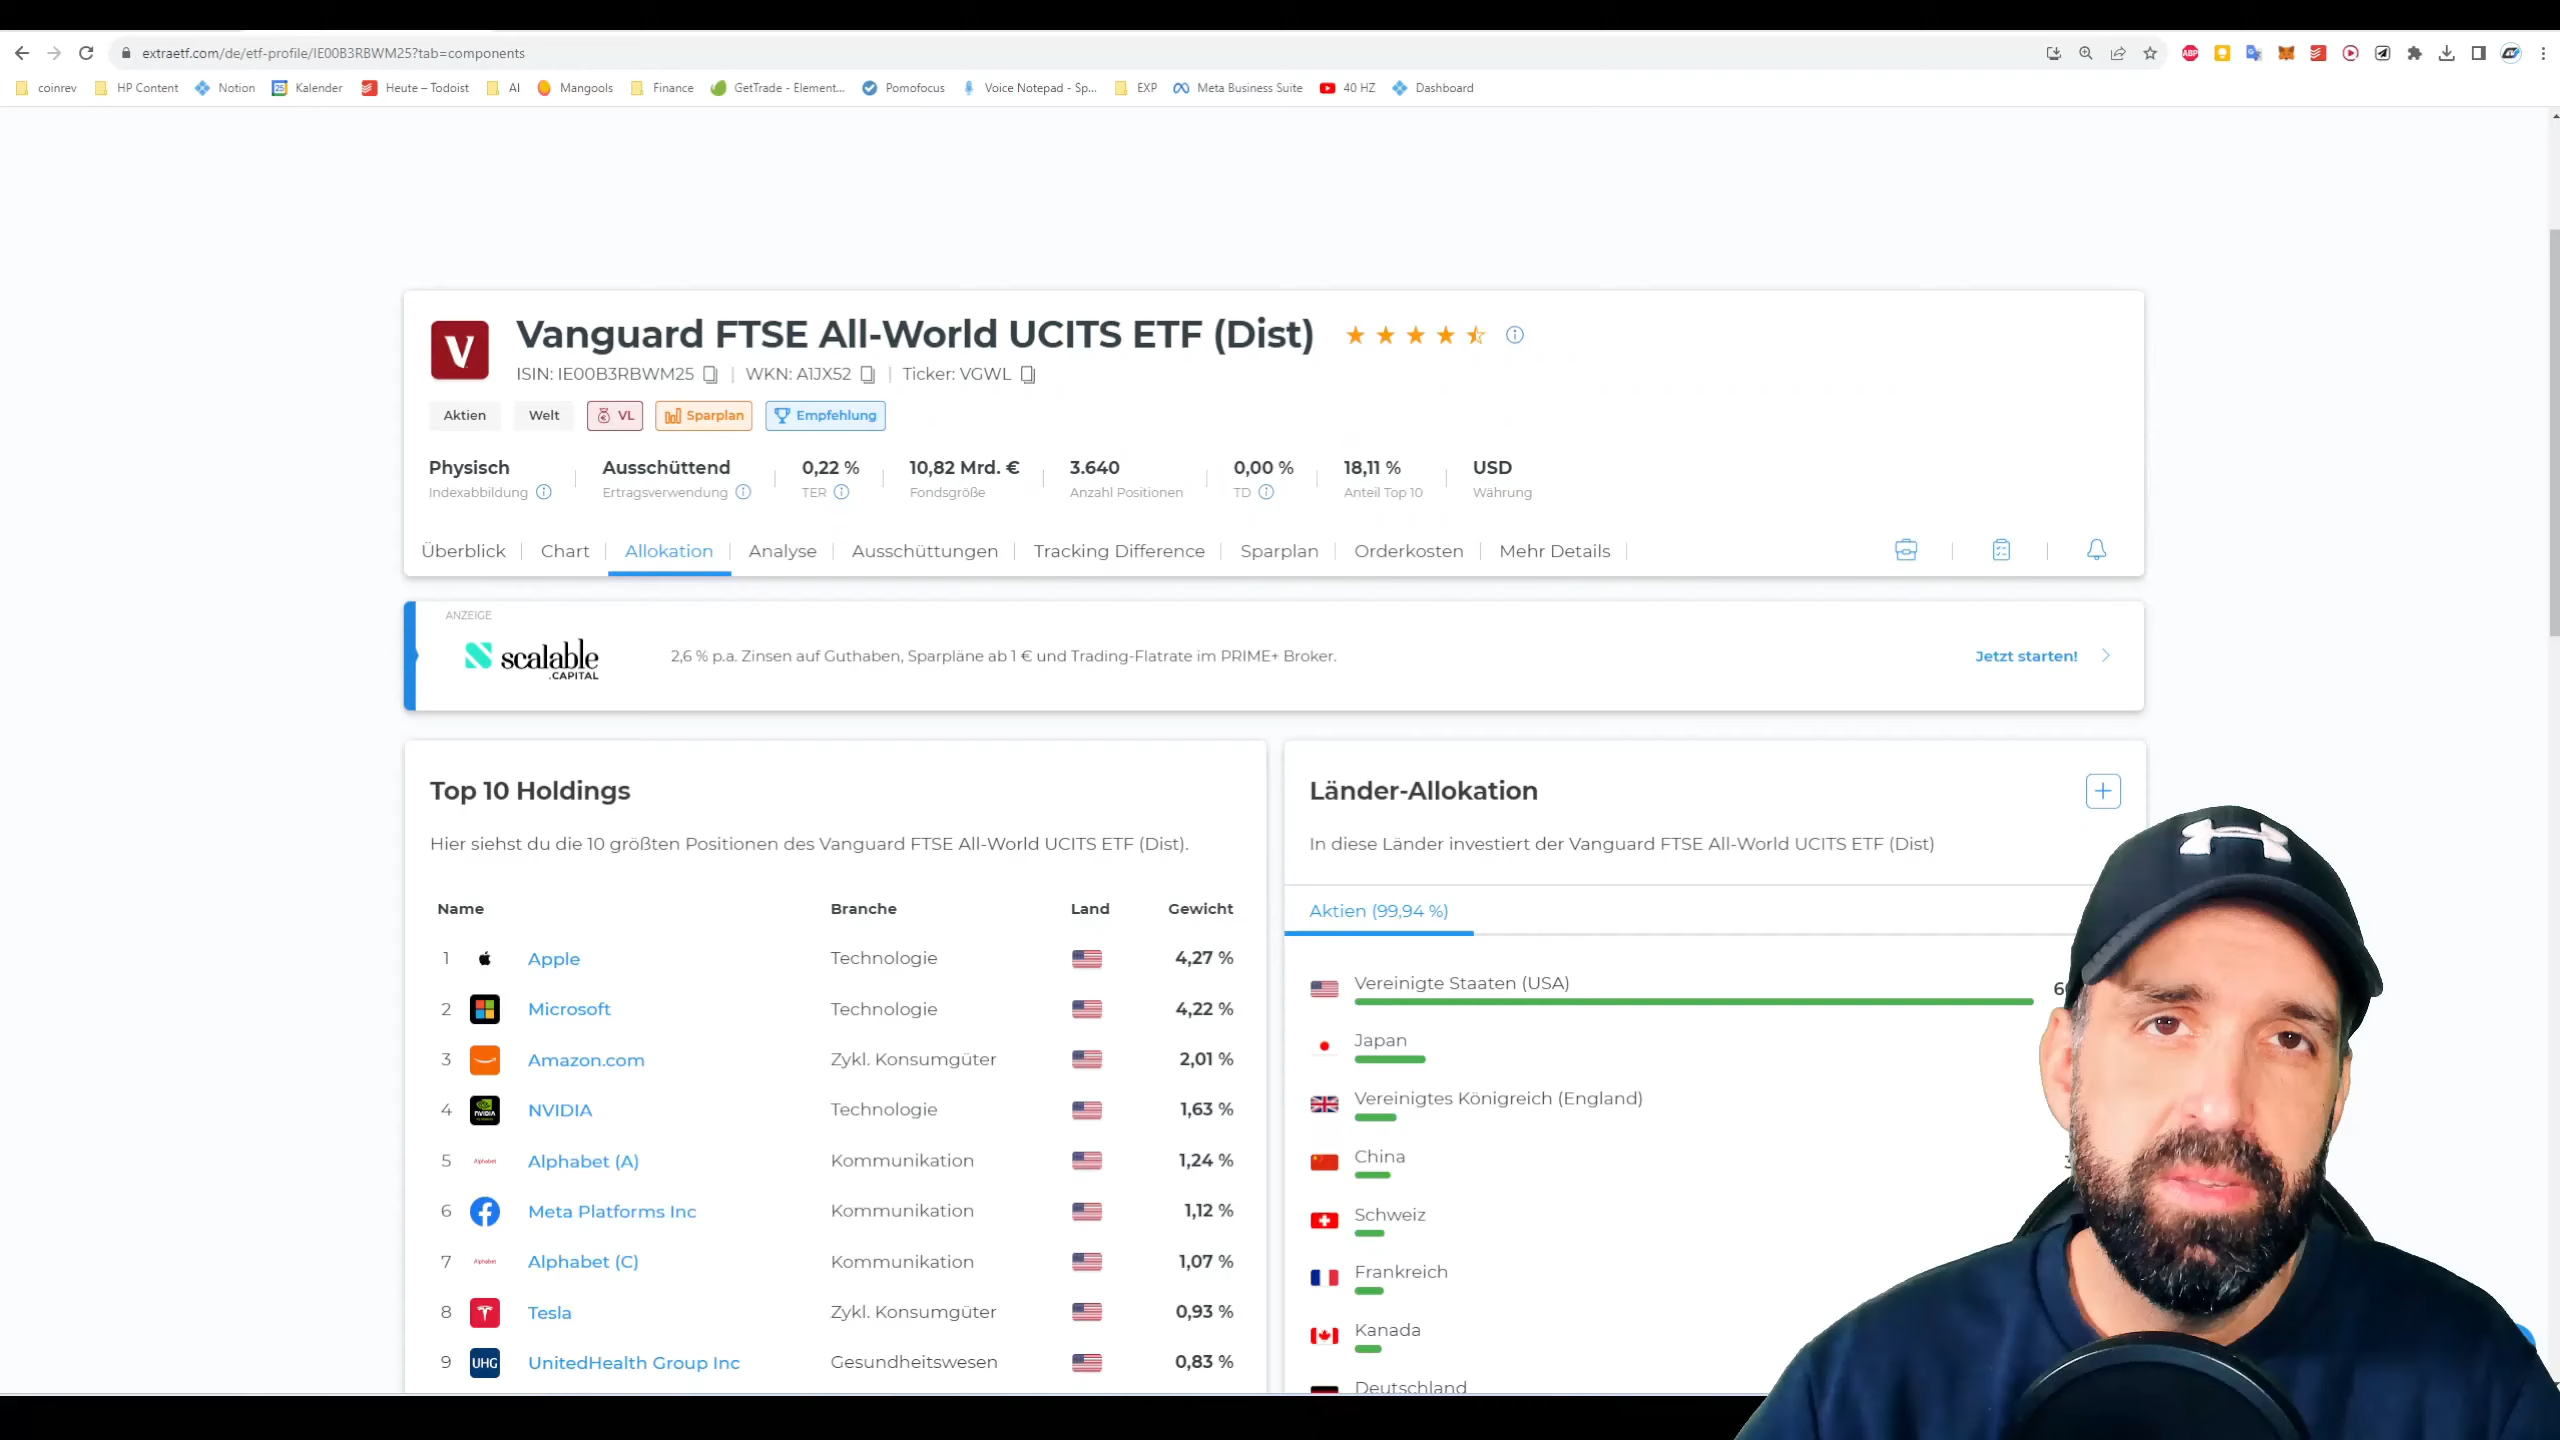 extraetf.com/de/etf-profile/IE00B3RBWM25?tab=components
coinrev HP Content Notion Kalender Heute – Todoist AI Mangools Finance GetTrade - Element... Pomofocus Voice Notepad - Sp... EXP Meta Business Suite 40 HZ Dashboard
Vanguard FTSE All-World UCITS ETF (Dist)
ISIN: IE00B3RBWM25 | WKN: A1JX52 | Ticker: VGWL
Aktien Welt VL Sparplan Empfehlung
Physisch Ausschüttend 0,22 % 10,82 Mrd. € 3.640 0,00 % 18,11 % USD
Indexabbildung Ertragsverwendung TER Fondsgröße Anzahl Positionen TD Anteil Top 10 Währung
Überblick Chart Allokation Analyse Ausschüttungen Tracking Difference Sparplan Orderkosten Mehr Details
ANZEIGE
scalable .CAPITAL
2,6 % p.a. Zinsen auf Guthaben, Sparpläne ab 1 € und Trading-Flatrate im PRIME+ Broker.
Jetzt starten!
Top 10 Holdings
Hier siehst du die 10 größten Positionen des Vanguard FTSE All-World UCITS ETF (Dist).
Name Branche Land Gewicht
1 Apple Technologie 4,27 %
2 Microsoft Technologie 4,22 %
3 Amazon.com Zykl. Konsumgüter 2,01 %
4 NVIDIA Technologie 1,63 %
5 Alphabet (A) Kommunikation 1,24 %
6 Meta Platforms Inc Kommunikation 1,12 %
7 Alphabet (C) Kommunikation 1,07 %
8 Tesla Zykl. Konsumgüter 0,93 %
9 UHG UnitedHealth Group Inc Gesundheitswesen 0,83 %
Länder-Allokation
In diese Länder investiert der Vanguard FTSE All-World UCITS ETF (Dist)
Aktien (99,94 %)
Vereinigte Staaten (USA)
Japan
Vereinigtes Königreich (England)
China
Schweiz
Frankreich
Kanada
Deutschland